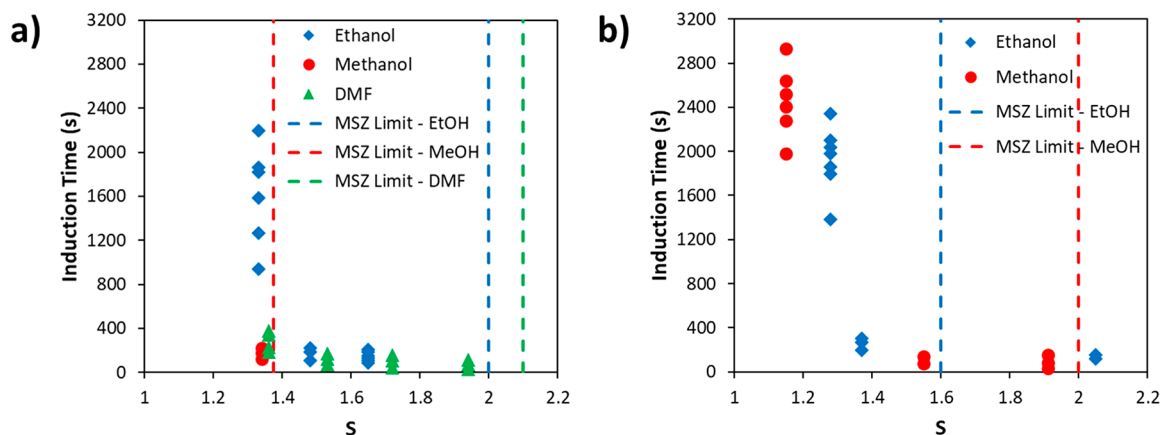 a)
3200
2800
2400
2000
1600
1200
800
400
0
Induction Time (s)
Ethanol
Methanol
DMF
MSZ Limit - EtOH
MSZ Limit - MeOH
MSZ Limit - DMF
1 1.2 1.4 1.6 1.8 2 2.2
S
b)
3200
2800
2400
2000
1600
1200
800
400
0
Induction Time (s)
Ethanol
Methanol
MSZ Limit - EtOH
MSZ Limit - MeOH
1 1.2 1.4 1.6 1.8 2 2.2
S